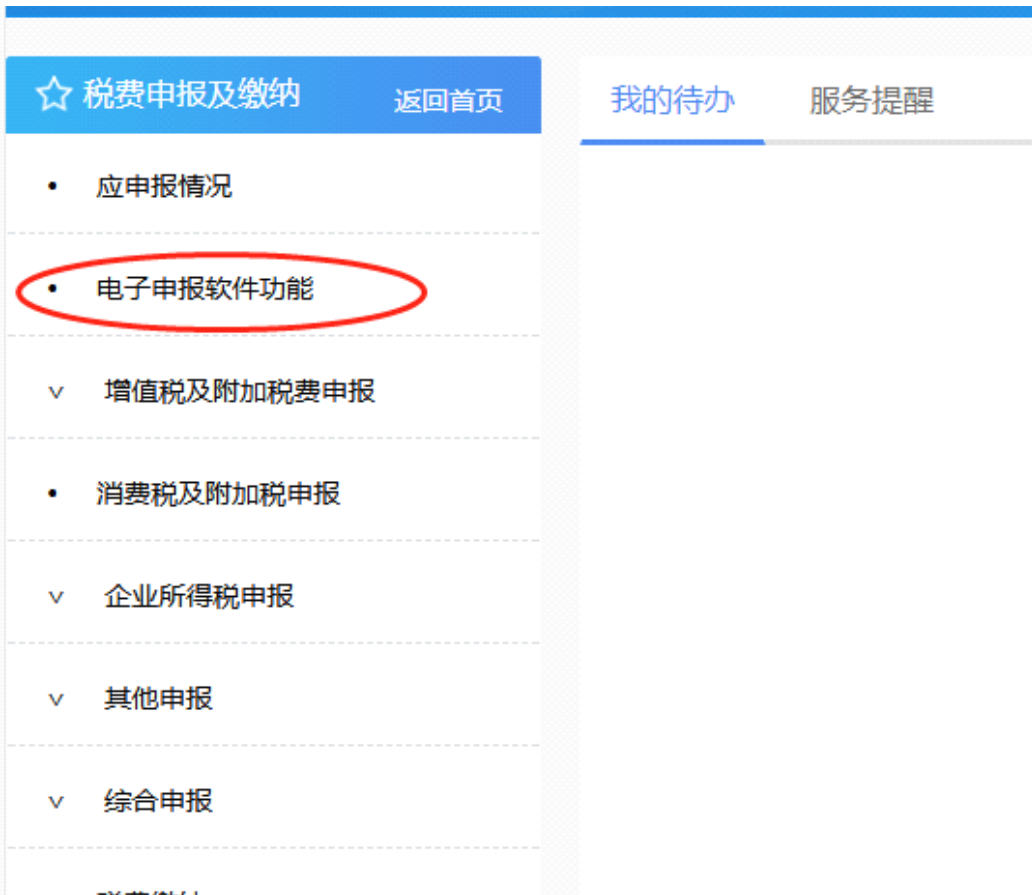 税费申报及缴纳 返回首页 我的待办 服务提醒
应申报情况
电子申报软件功能
增值税及附加税费申报
消费税及附加税申报
企业所得税申报
其他申报
综合申报